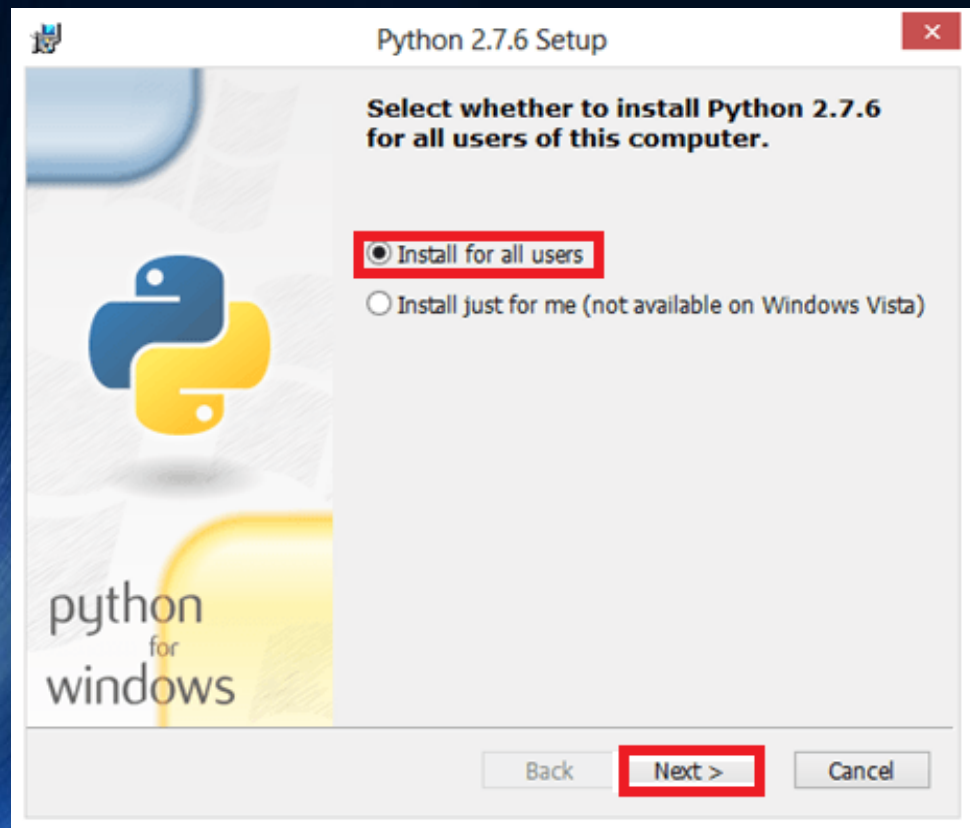 Python 2.7.6 Setup
Select whether to install Python 2.7.6
for all users of this computer.
Install for all users
Install just for me (not available on Windows Vista)
python
for
windows
Back
Next >
Cancel